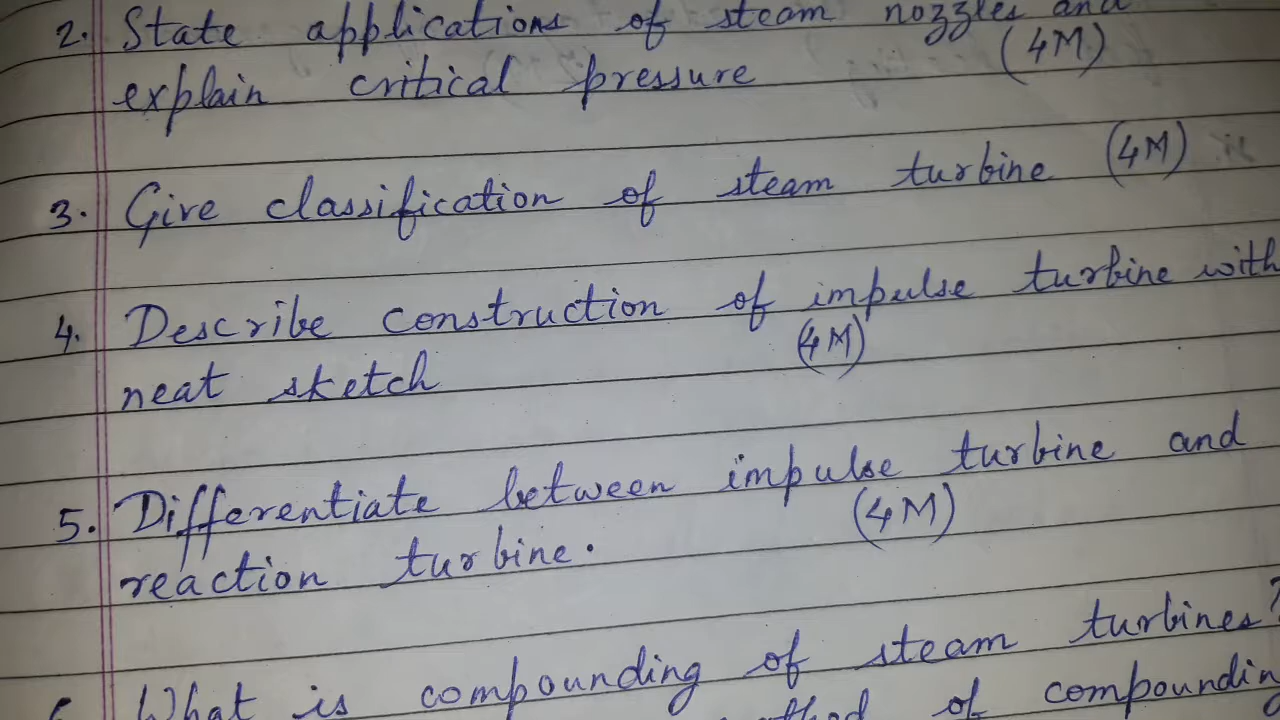 2. State applications of steam nozzles and
explain critical pressure (4M)
3. Give classification of steam turbine (4M)
4. Describe construction of impulse turbine with
neat sketch (4M)
5. Differentiate between impulse turbine and
reaction turbine. (4M)
What is compounding of steam turbines?
of compounding